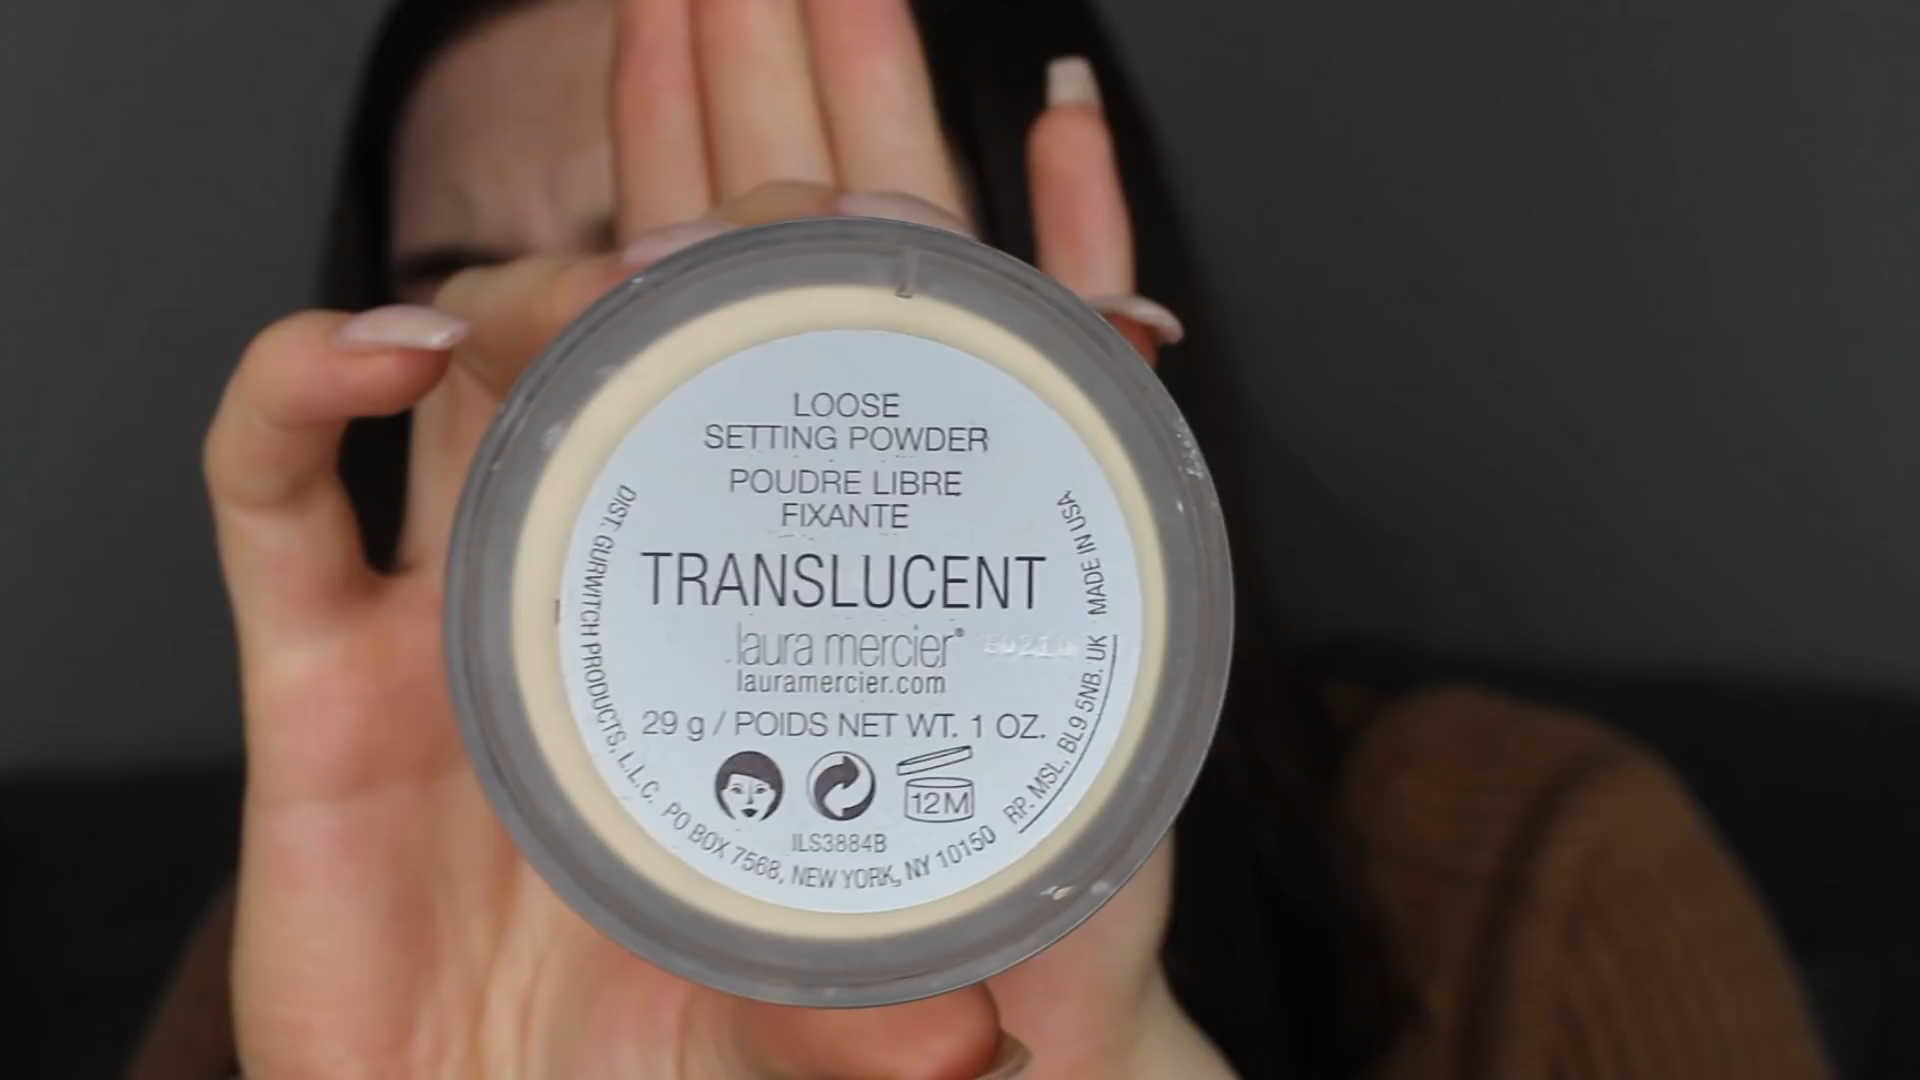 LOOSE
SETTING POWDER
POUDRE LIBRE
FIXANTE
TRANSLUCENT
laura mercier®
lauramercier.com
29 g / POIDS NET WT. 1 OZ.
12M
ILS3884B
DIST. GURWITCH PRODUCTS, L.L.C. PO BOX 7568, NEW YORK, NY 10150 RP. MSL, BL9 5NB. UK · MADE IN USA